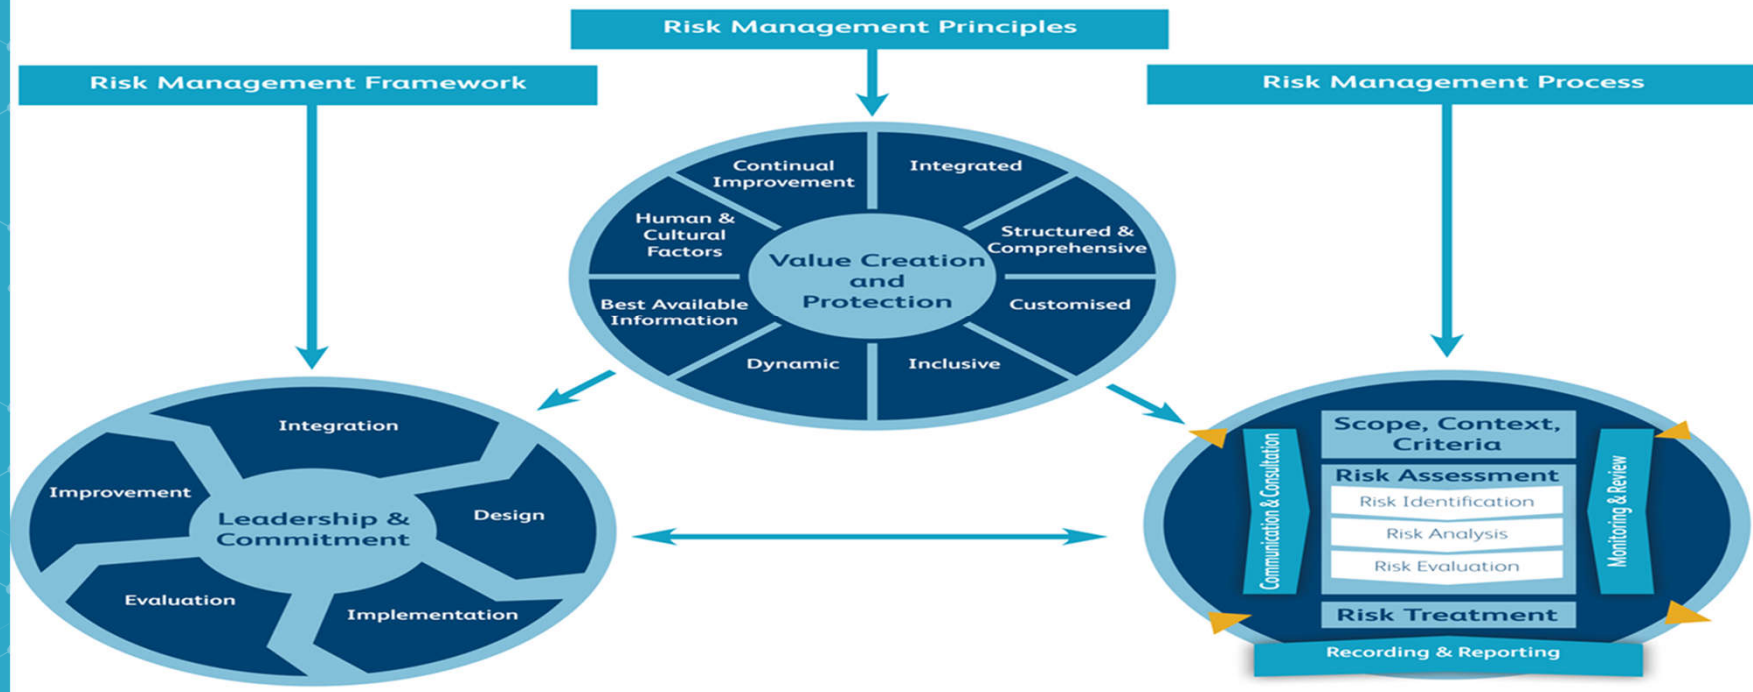 Risk Management Principles
Risk Management Framework
Risk Management Process
Continual
Improvement
Integrated
Human &
Cultural
Factors
Structured &
Comprehensive
Value Creation
and
Protection
Best Available
Information
Customised
Dynamic
Inclusive
Integration
Improvement
Design
Leadership &
Commitment
Evaluation
Implementation
Scope, Context,
Criteria
Risk Assessment
Risk Identification
Risk Analysis
Risk Evaluation
Risk Treatment
Communication & Consultation
Monitoring & Review
Recording & Reporting